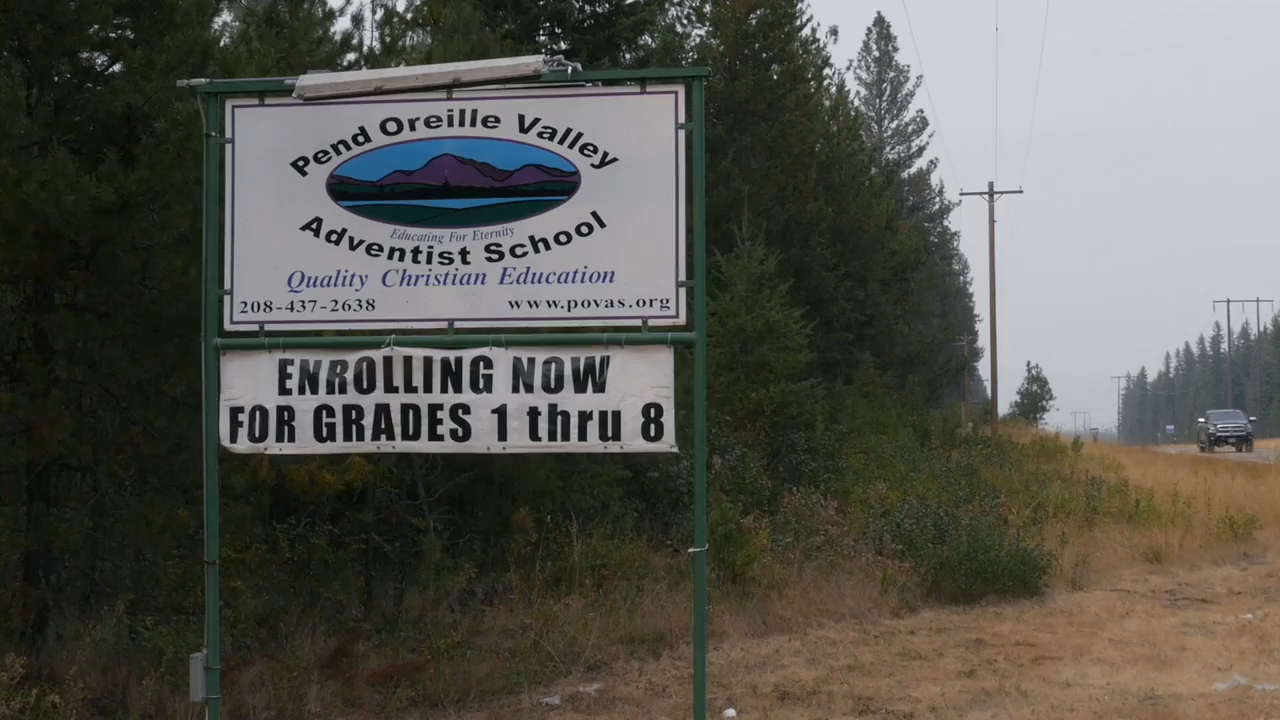 Pend Oreille Valley
Educating For Eternity
Adventist School
Quality Christian Education
208-437-2638 www.povas.org
ENROLLING NOW
FOR GRADES 1 thru 8